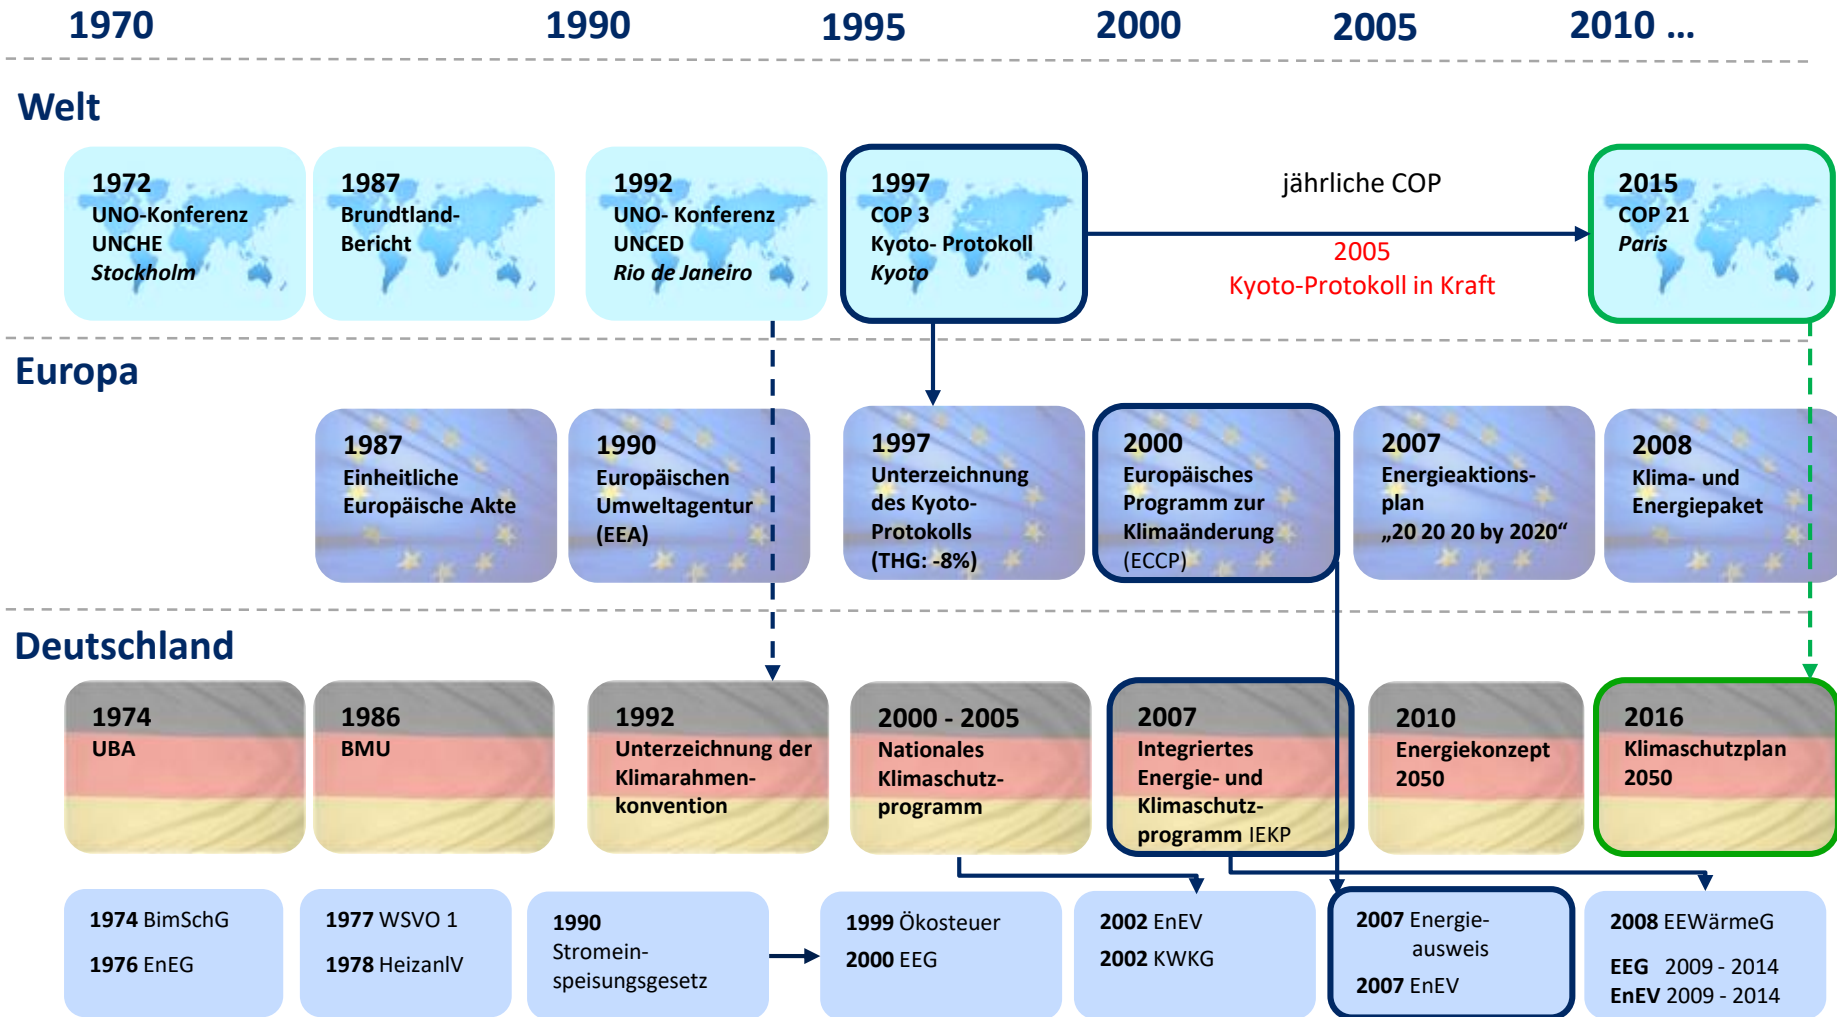 1970 1990 1995 2000 2005 2010 ...
Welt
1972
UNO-Konferenz
UNCHE
Stockholm
1987
Brundtland-
Bericht
1992
UNO- Konferenz
UNCED
Rio de Janeiro
1997
COP 3
Kyoto- Protokoll
Kyoto
jährliche COP
2005
Kyoto-Protokoll in Kraft
2015
COP 21
Paris
Europa
1987
Einheitliche
Europäische Akte
1990
Europäischen
Umweltagentur
(EEA)
1997
Unterzeichnung
des Kyoto-
Protokolls
(THG: -8%)
2000
Europäisches
Programm zur
Klimaänderung
(ECCP)
2007
Energieaktions-
plan
„20 20 20 by 2020“
2008
Klima- und
Energiepaket
Deutschland
1974
UBA
1986
BMU
1992
Unterzeichnung der
Klimarahmen-
konvention
2000 - 2005
Nationales
Klimaschutz-
programm
2007
Integriertes
Energie- und
Klimaschutz-
programm IEKP
2010
Energiekonzept
2050
2016
Klimaschutzplan
2050
1974 BimSchG
1976 EnEG
1977 WSVO 1
1978 HeizanlV
1990
Stromein-
speisungsgesetz
1999 Ökosteuer
2000 EEG
2002 EnEV
2002 KWKG
2007 Energie-
ausweis
2007 EnEV
2008 EEWärmeG
EEG 2009 - 2014
EnEV 2009 - 2014